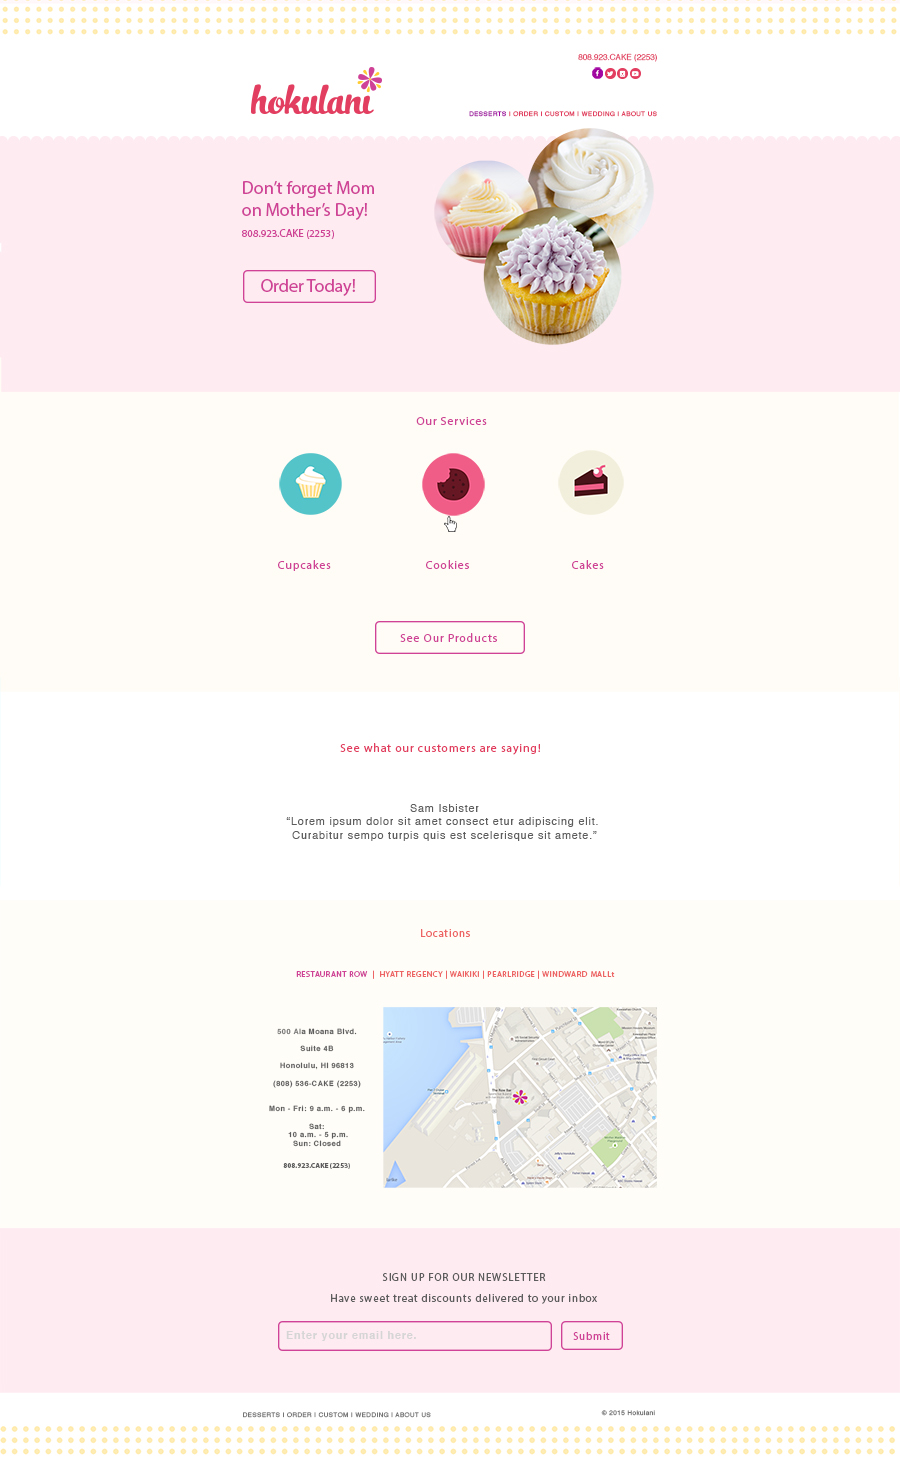 808.923.CAKE (2253)
hokulani
DESSERTS | ORDER | CUSTOM | WEDDING | ABOUT US
Don't forget Mom
on Mother's Day!
808.923.CAKE (2253)
Order Today!
Our Services
Cupcakes
Cookies
Cakes
See Our Products
See what our customers are saying!
Sam Isbister
“Lorem ipsum dolor sit amet consect etur adipiscing elit.
Curabitur sempo turpis quis est scelerisque sit amete.”
Locations
RESTAURANT ROW | HYATT REGENCY | WAIKIKI | PEARLRIDGE | WINDWARD MALLt
500 Ala Moana Blvd.
Suite 4B
Honolulu, HI 96813
(808) 536-CAKE (2253)
Mon - Fri: 9 a.m. - 6 p.m.
Sat:
10 a.m. - 5 p.m.
Sun: Closed
808.923.CAKE (2253)
SIGN UP FOR OUR NEWSLETTER
Have sweet treat discounts delivered to your inbox
Enter your email here.
Submit
DESSERTS | ORDER | CUSTOM | WEDDING | ABOUT US
© 2015 Hokulani